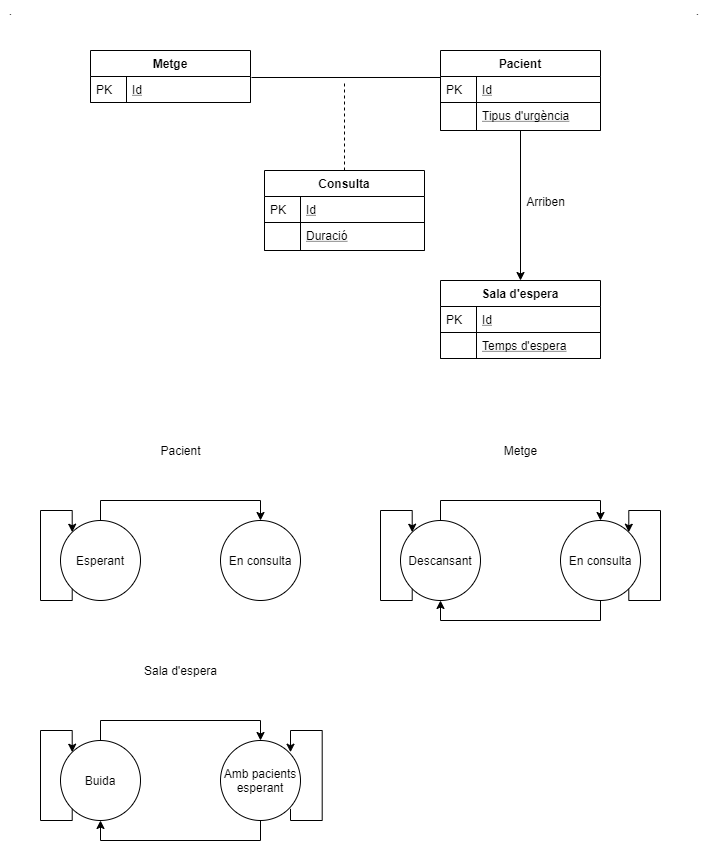 Metge
PK Id
Pacient
PK Id
Tipus d'urgència
Consulta
PK Id
Duració
Arriben
Sala d'espera
PK Id
Temps d'espera
Pacient
Esperant
En consulta
Metge
Descansant
En consulta
Sala d'espera
Buida
Amb pacients
esperant